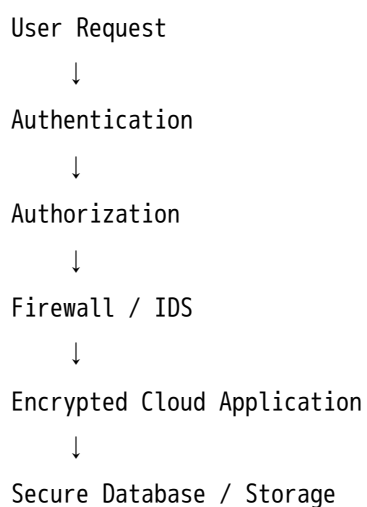 User Request
↓
Authentication
↓
Authorization
↓
Firewall / IDS
↓
Encrypted Cloud Application
↓
Secure Database / Storage